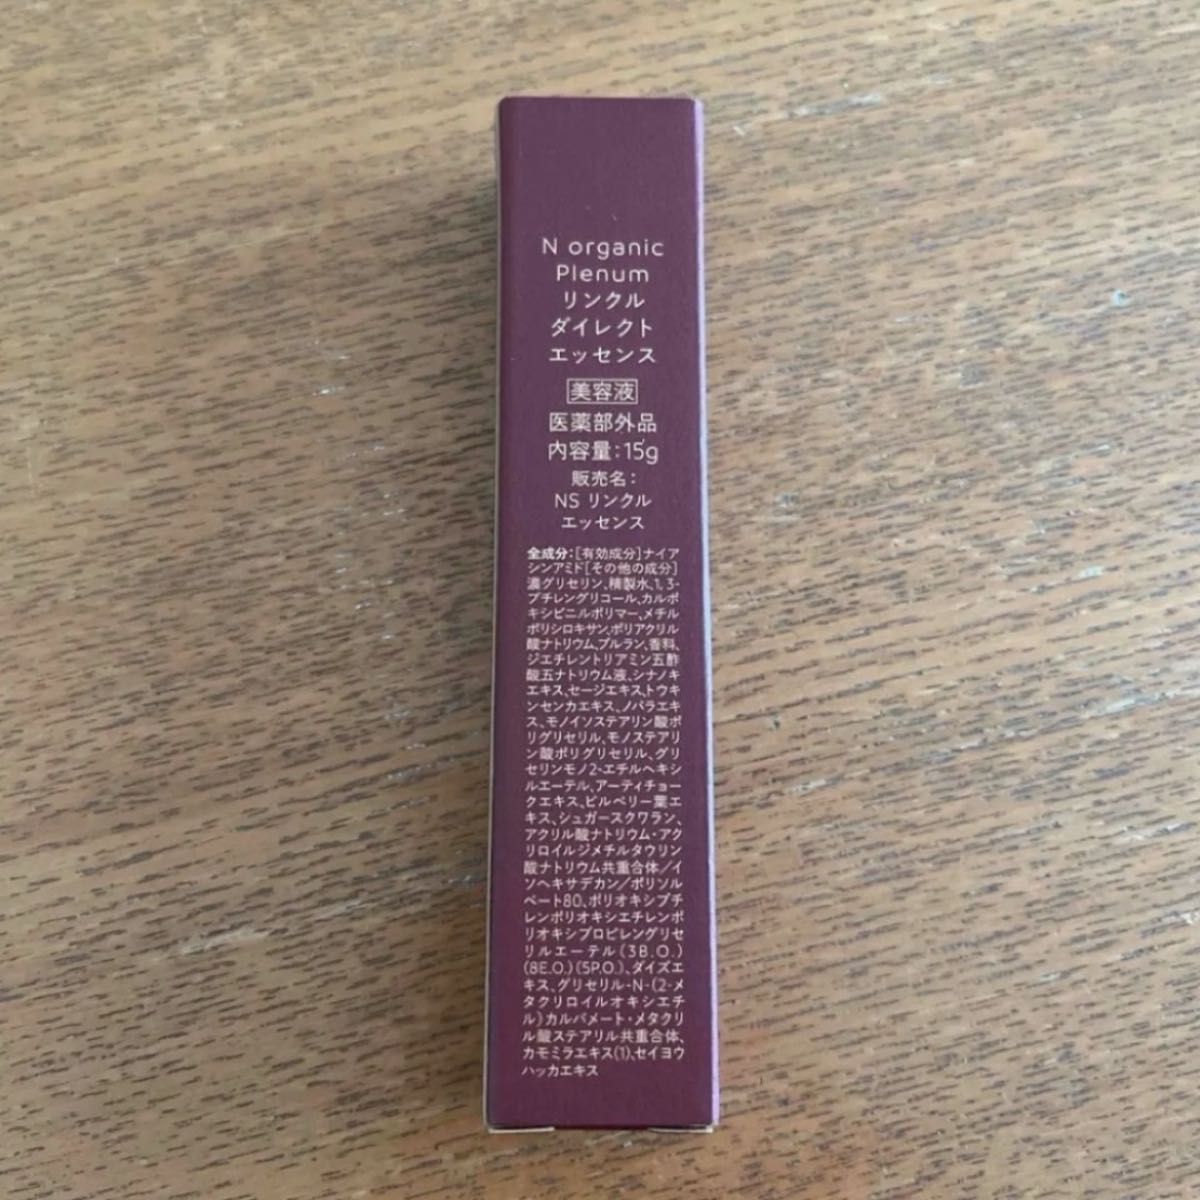 N organic
Plenum
リンクル
ダイレクト
エッセンス
美容液
医薬部外品
内容量:15g
販売名:
NS リンクル
エッセンス
全成分:[有効成分]ナイア
シンアミド[その他の成分]
濃グリセリン、精製水、1, 3-
ブチレングリコール、カルボ
キシビニルポリマー、メチル
ポリシロキサン、ポリアクリル
酸ナトリウム、プルラン、香料、
ジエチレントリアミン五酢
酸五ナトリウム液、シナノキ
エキス、セージエキス、トウキ
ンセンカエキス、ノバラエキ
ス、モノイソステアリン酸ポ
リグリセリル、モノステアリ
ン酸ポリグリセリル、グリ
セリンモノ2-エチルヘキシ
ルエーテル、アーティチョー
クエキス、ビルベリー葉エ
キス、シュガースクワラン、
アクリル酸ナトリウム・アク
リロイルジメチルタウリン
酸ナトリウム共重合体/イ
ソヘキサデカン/ポリソル
ベート80、ポリオキシブチ
レンポリオキシエチレンポ
リオキシプロピレングリセ
リルエーテル(3B.O.)
(8E.O.)(5P.O.)、ダイズエ
キス、グリセリル-N-(2-メ
タクリロイルオキシエチ
ル)カルバメート・メタクリ
ル酸ステアリル共重合体、
カモミラエキス(1)、セイヨウ
ハッカエキス